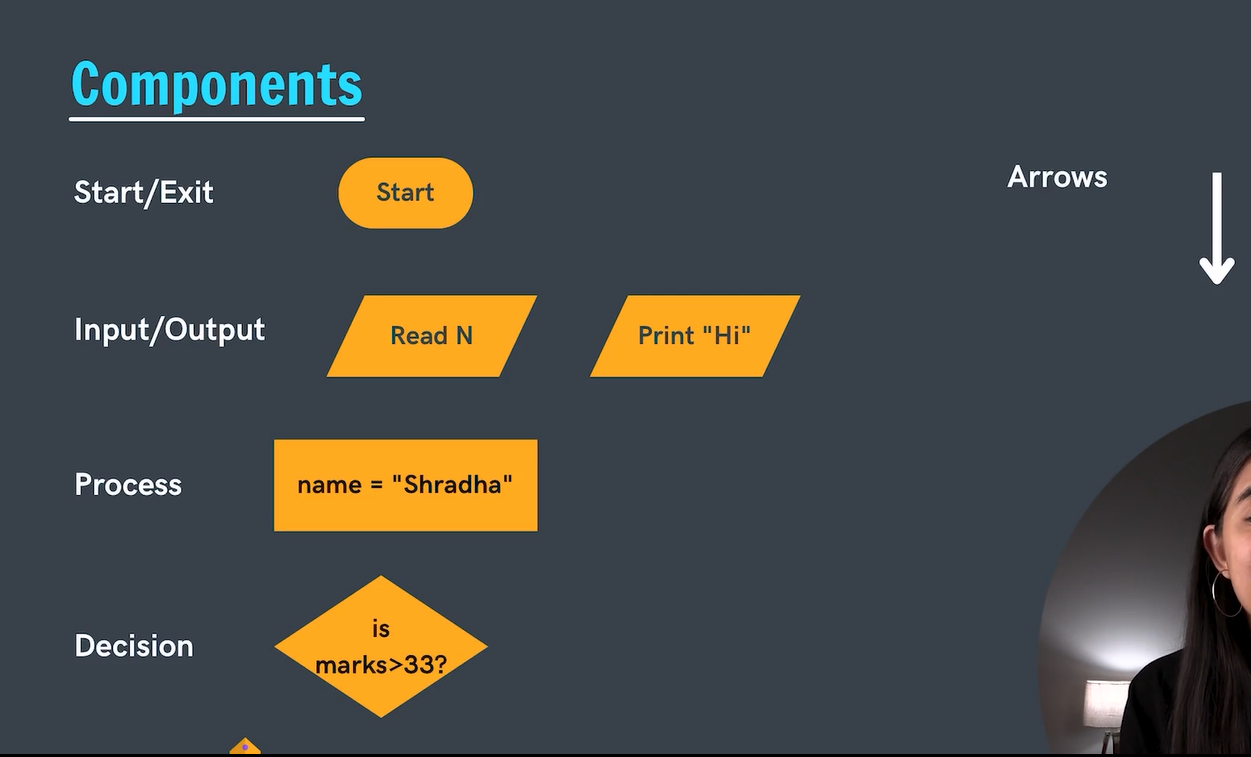 Components
Start/Exit
Start
Arrows
Input/Output
Read N
Print "Hi"
Process
name = "Shradha"
Decision
is
marks>33?